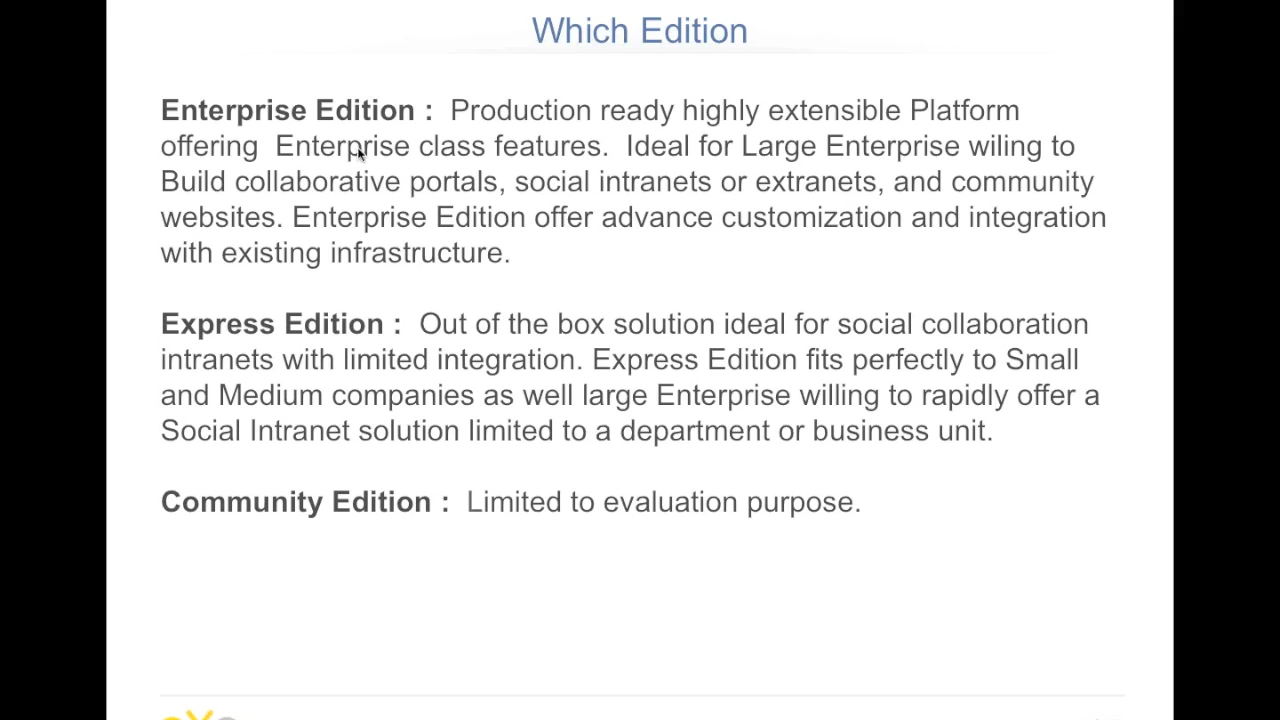 Which Edition
Enterprise Edition :  Production ready highly extensible Platform
offering  Enterprise class features.  Ideal for Large Enterprise wiling to
Build collaborative portals, social intranets or extranets, and community
websites. Enterprise Edition offer advance customization and integration
with existing infrastructure.
Express Edition :  Out of the box solution ideal for social collaboration
intranets with limited integration. Express Edition fits perfectly to Small
and Medium companies as well large Enterprise willing to rapidly offer a
Social Intranet solution limited to a department or business unit.
Community Edition :  Limited to evaluation purpose.